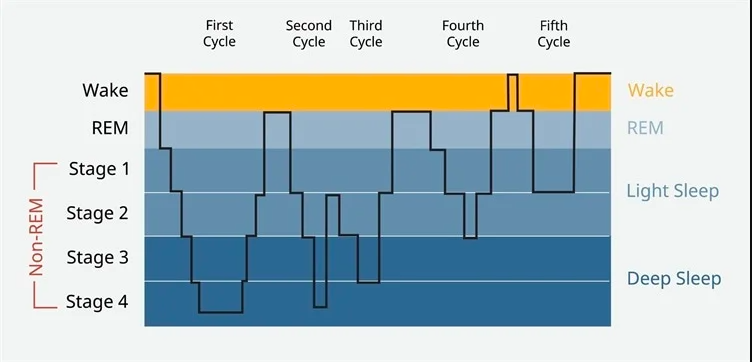 First
Cycle
Second
Cycle
Third
Cycle
Fourth
Cycle
Fifth
Cycle
Wake
REM
Stage 1
Stage 2
Stage 3
Stage 4
Non-REM
Wake
REM
Light Sleep
Deep Sleep